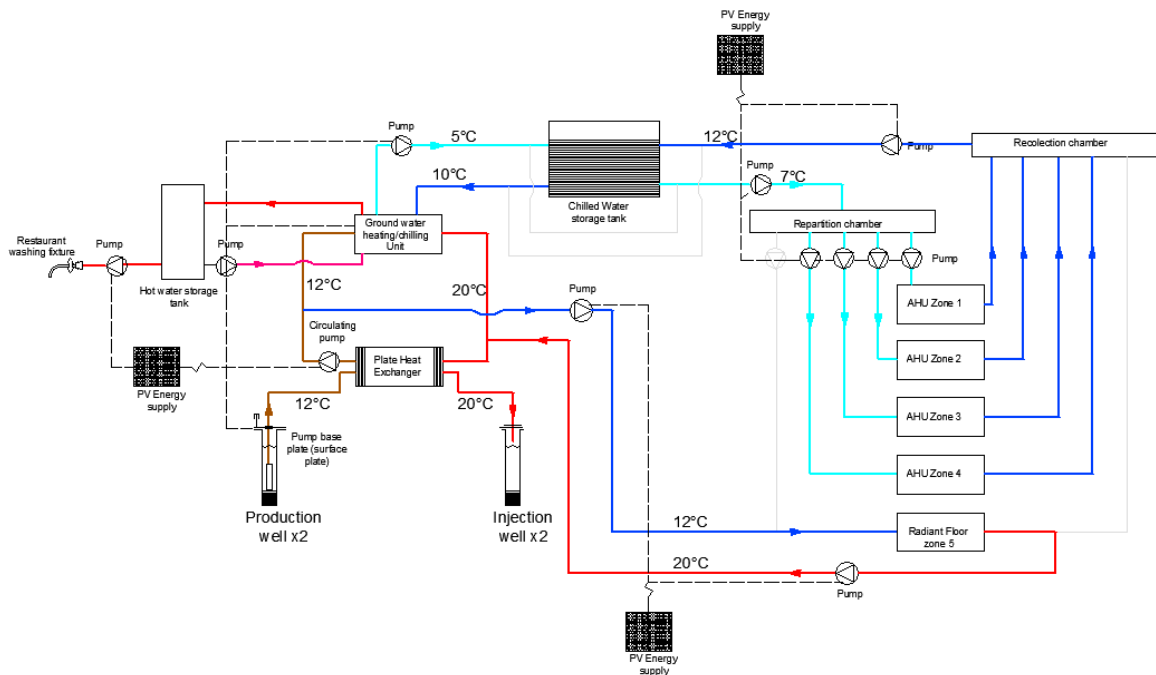 PV Energy
supply
Pump
5°C
12°C
Pump
Recolection chamber
Pump
7°C
10°C
Chilled Water
storage tank
Repartition chamber
Ground water
heating/chilling
Unit
Restaurant
washing fixture
Pump
Pump
Pump
Hot water storage
tank
12°C
20°C
Pump
AHU Zone 1
Circulating
pump
Plate Heat
Exchanger
AHU Zone 2
PV Energy
supply
12°C
20°C
AHU Zone 3
Pump base
plate (surface
plate)
AHU Zone 4
Production
well x2
Injection
well x2
12°C
Radiant Floor
zone 5
20°C
Pump
PV Energy
supply